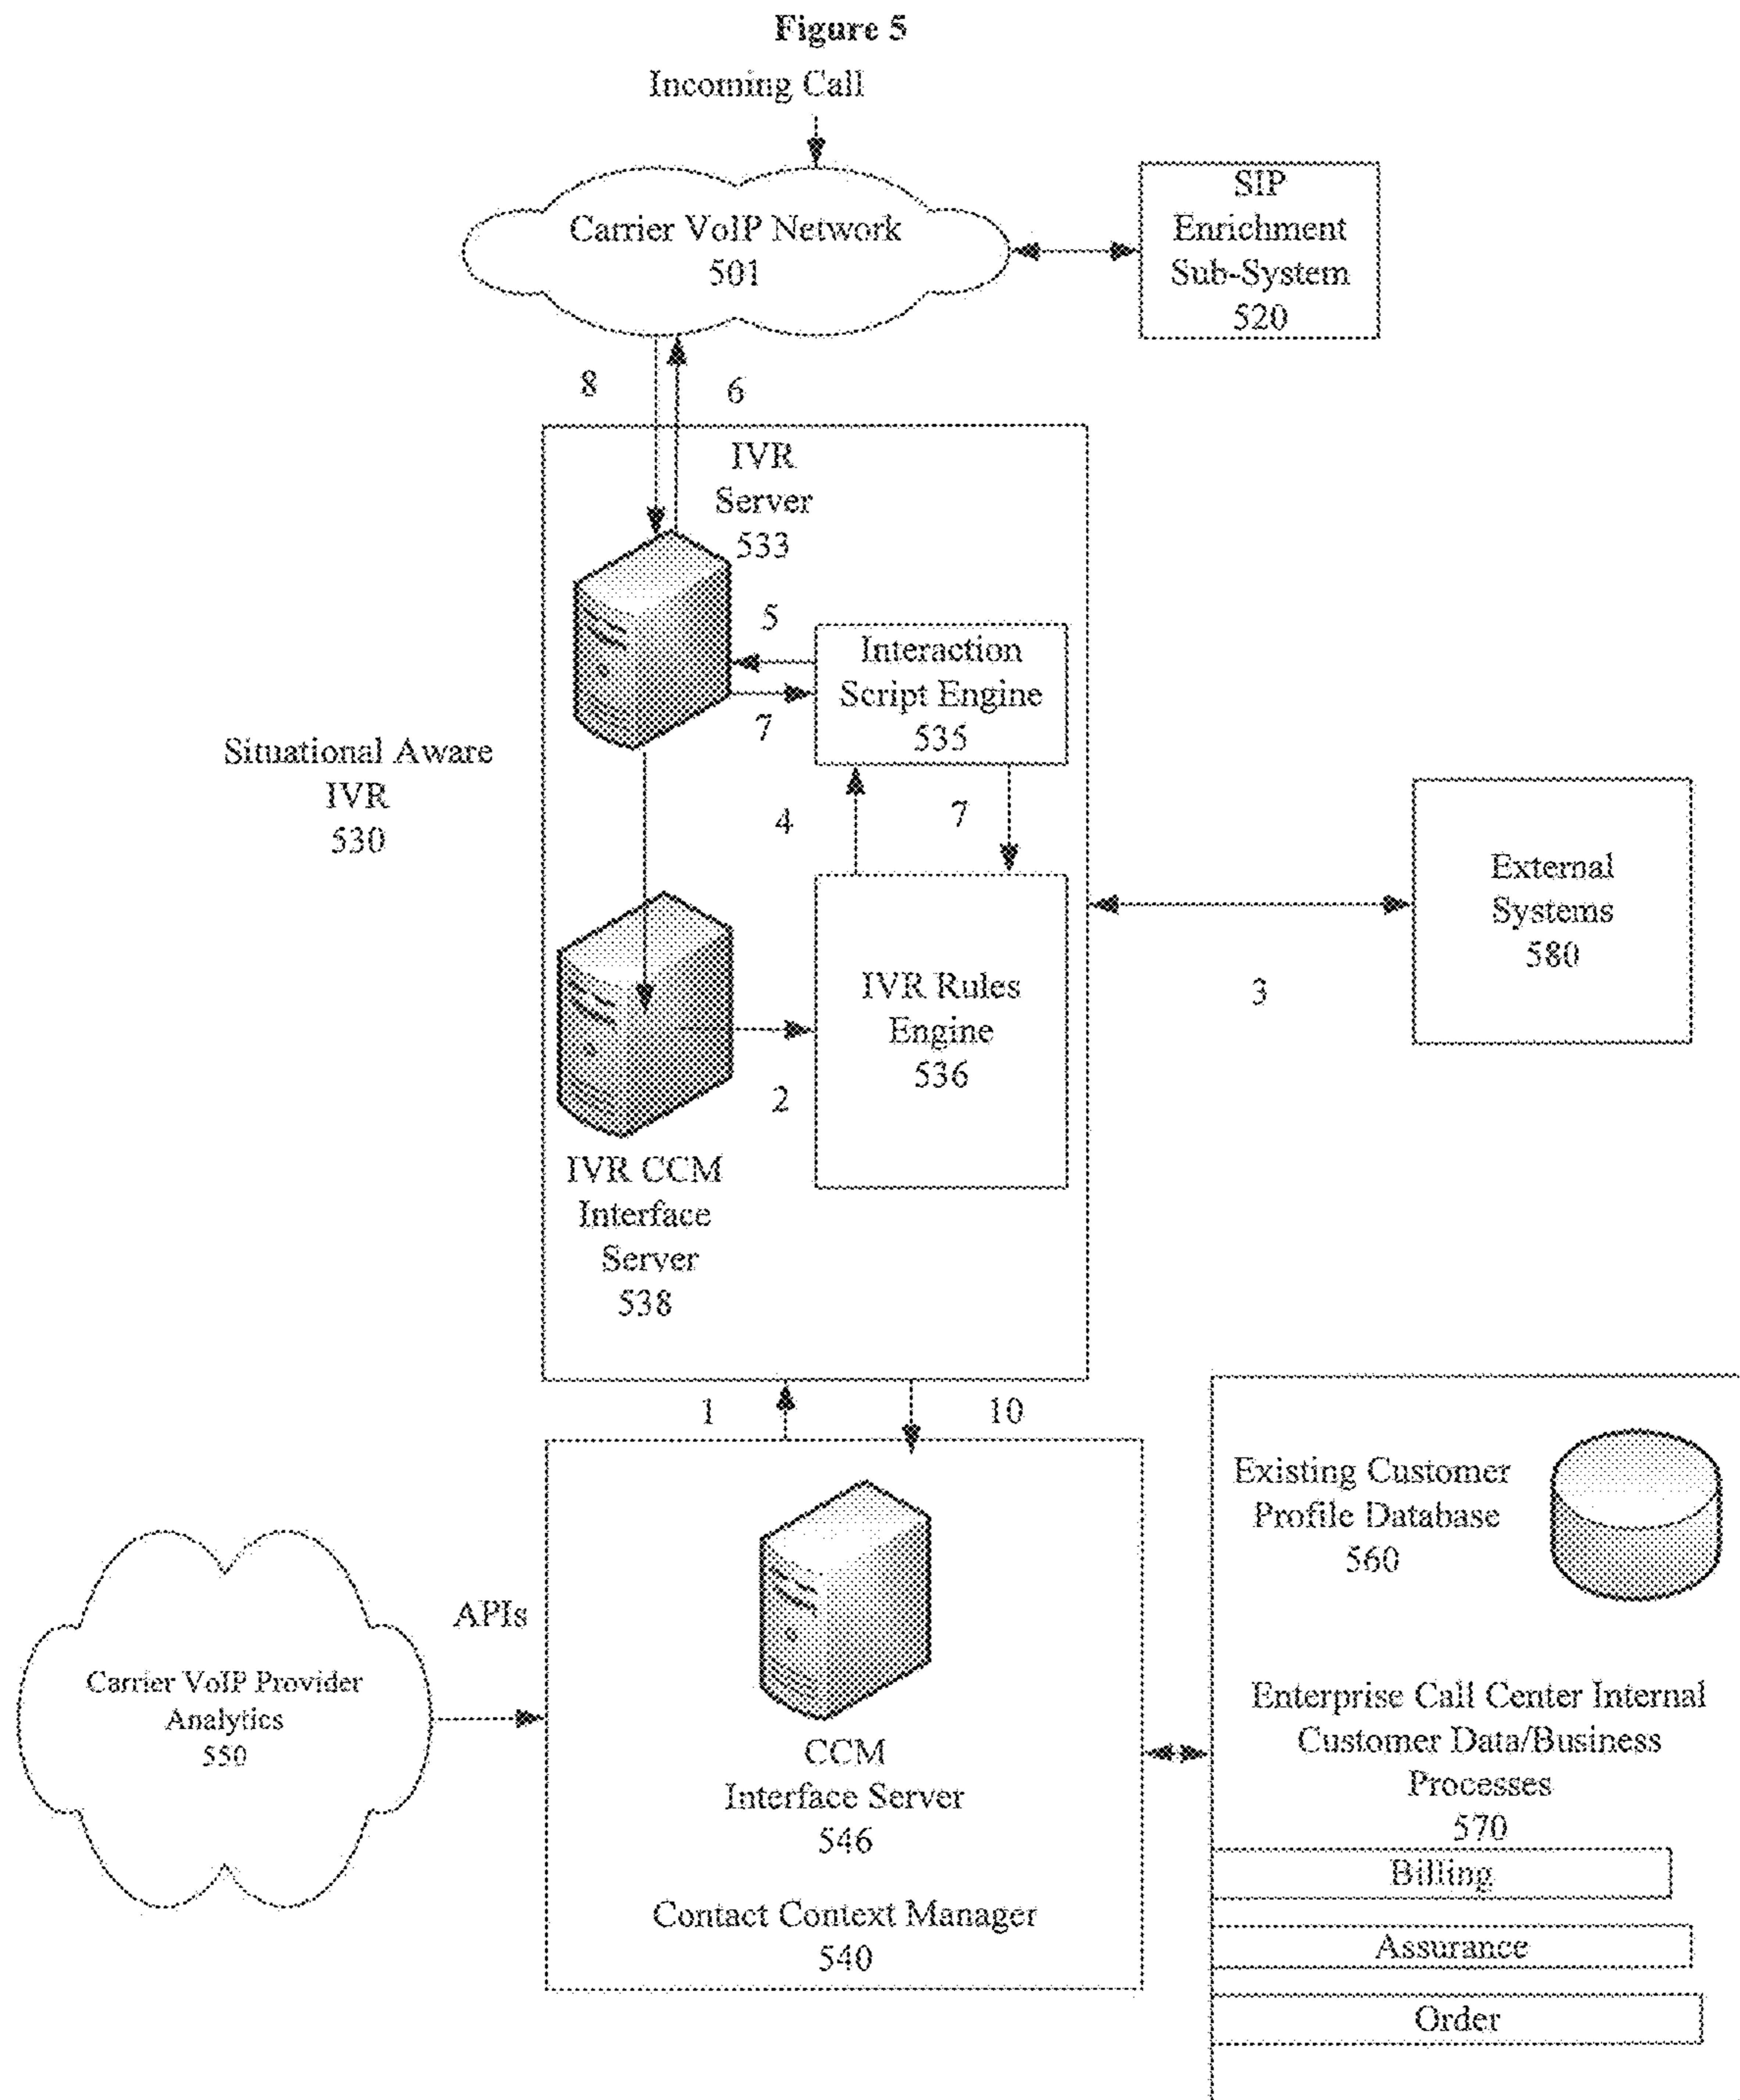 Figure 5
Incoming Call
Carrier VoIP Network
501
SIP
Enrichment
Sub-System
520
8
6
IVR
Server
533
5
7
Interaction
Script Engine
535
Situational Aware
IVR
530
4
7
External
Systems
580
3
IVR Rules
Engine
536
2
IVR CCM
Interface
Server
538
1
10
Existing Customer
Profile Database
560
APIs
Carrier VoIP Provider
Analytics
550
CCM
Interface Server
546
Contact Context Manager
540
Enterprise Call Center Internal
Customer Data/Business
Processes
570
Billing
Assurance
Order